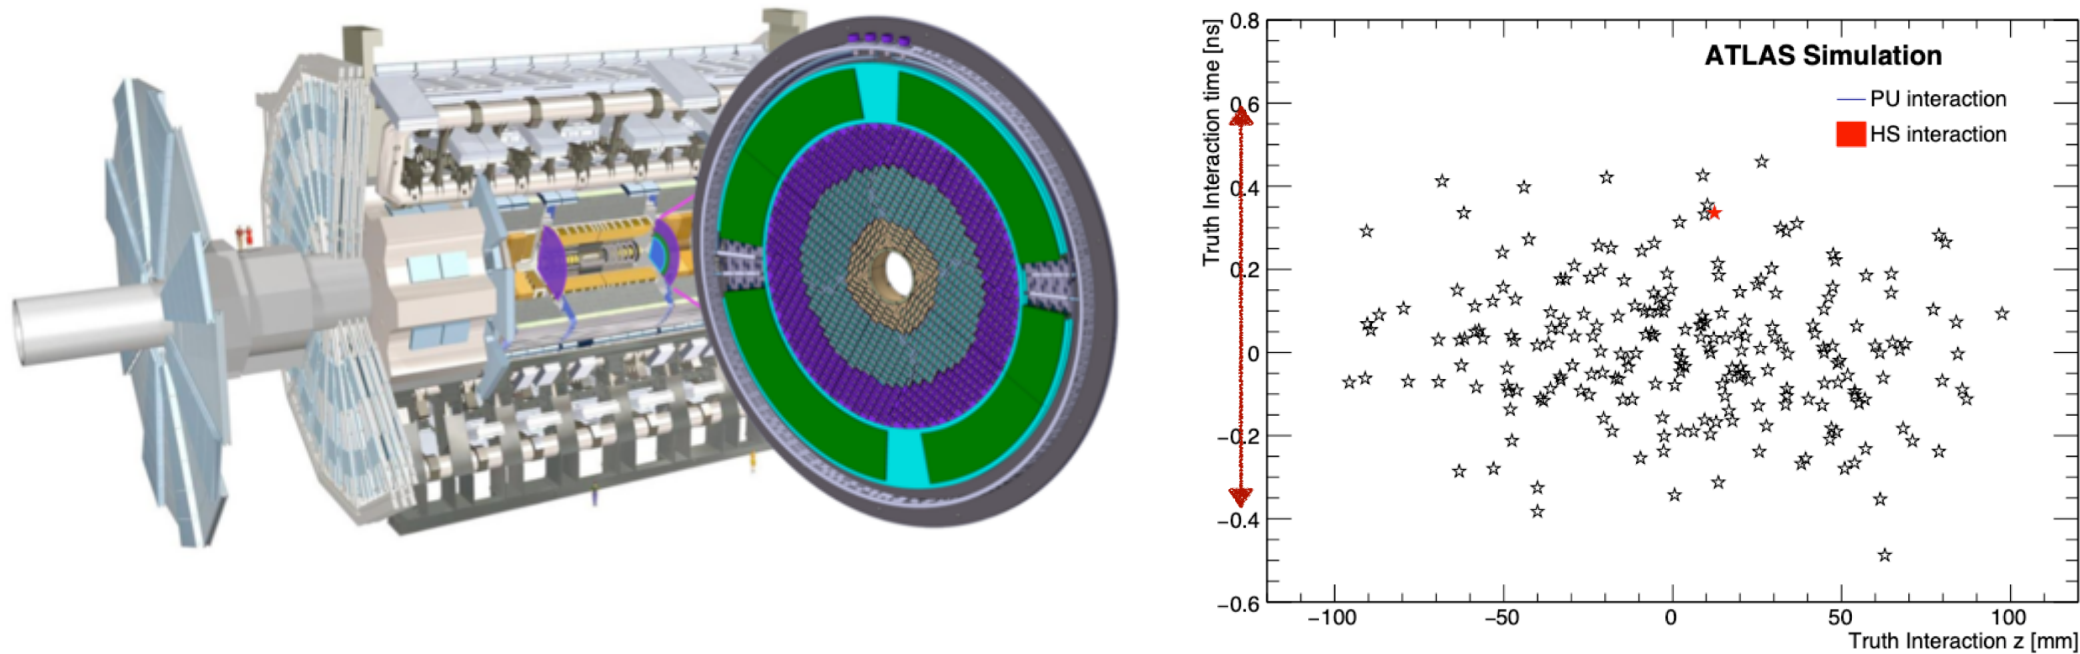 ATLAS Simulation
PU interaction
HS interaction
Truth Interaction time [ns]
0.8
0.6
0.4
0.2
0
−0.2
−0.4
−0.6
−100
−50
0
50
100
Truth Interaction z [mm]